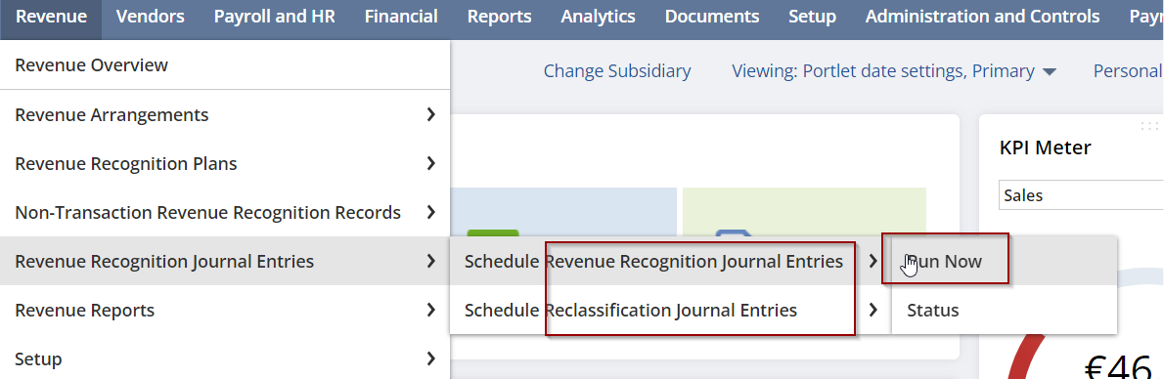 Revenue Vendors Payroll and HR Financial Reports Analytics Documents Setup Administration and Controls
Revenue Overview
Change Subsidiary Viewing: Portlet date settings, Primary Personal
Revenue Arrangements
KPI Meter
Revenue Recognition Plans
Sales
Non-Transaction Revenue Recognition Records
Revenue Recognition Journal Entries Schedule Revenue Recognition Journal Entries Run Now
Revenue Reports Schedule Reclassification Journal Entries Status
Setup
€46